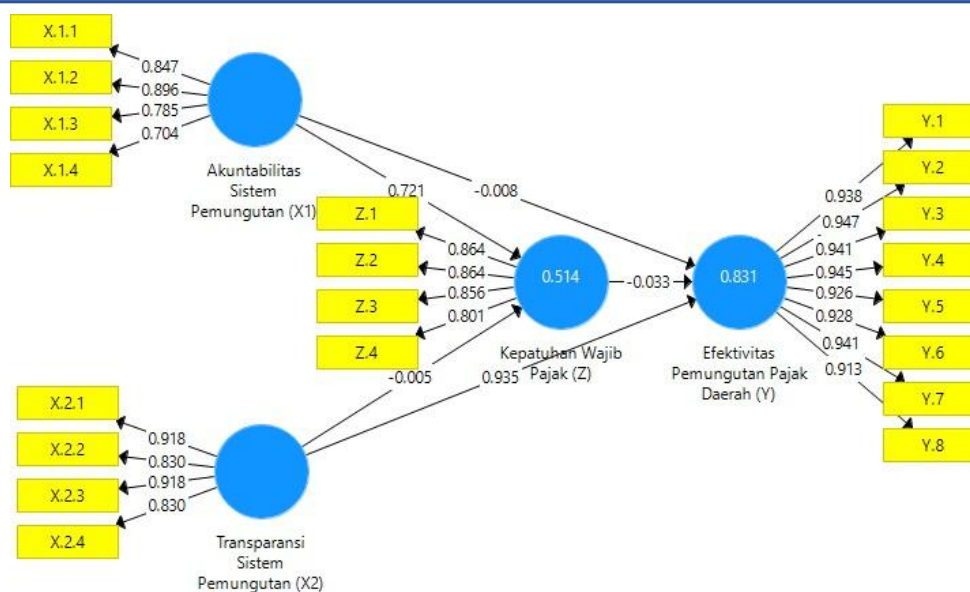 X.1.1
X.1.2
X.1.3
X.1.4
0.847
0.896
0.785
0.704
Akuntabilitas
Sistem
Pemungutan (X1)
0.721
-0.008
Z.1
Z.2
Z.3
Z.4
0.864
0.864
0.856
0.801
0.514
Kepatuhan Wajib
Pajak (Z)
-0.033
0.831
Efektivitas
Pemungutan Pajak
Daerah (Y)
0.938
0.947
0.941
0.945
0.926
0.928
0.941
0.913
Y.1
Y.2
Y.3
Y.4
Y.5
Y.6
Y.7
Y.8
-0.005
0.935
X.2.1
X.2.2
X.2.3
X.2.4
0.918
0.830
0.918
0.830
Transparansi
Sistem
Pemungutan (X2)